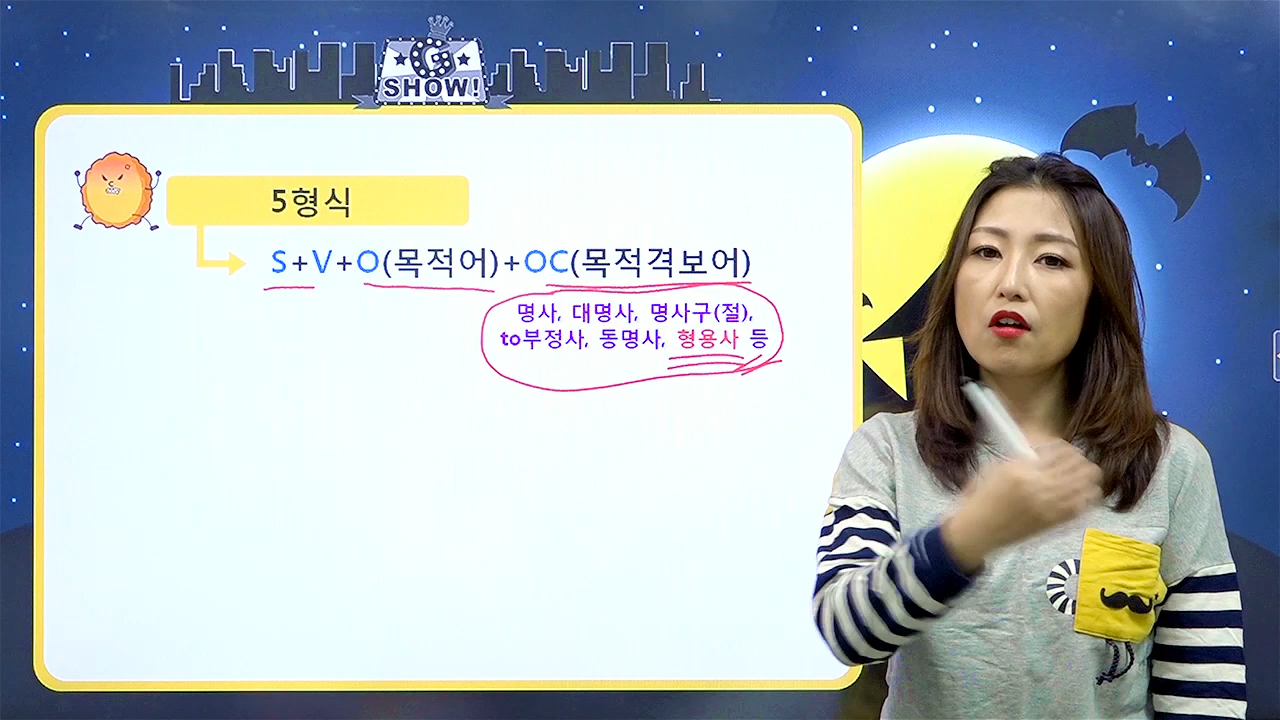 G
SHOW!
5형식
S+V+O(목적어)+OC(목적격보어)
명사, 대명사, 명사구(절),
to부정사, 동명사, 형용사 등